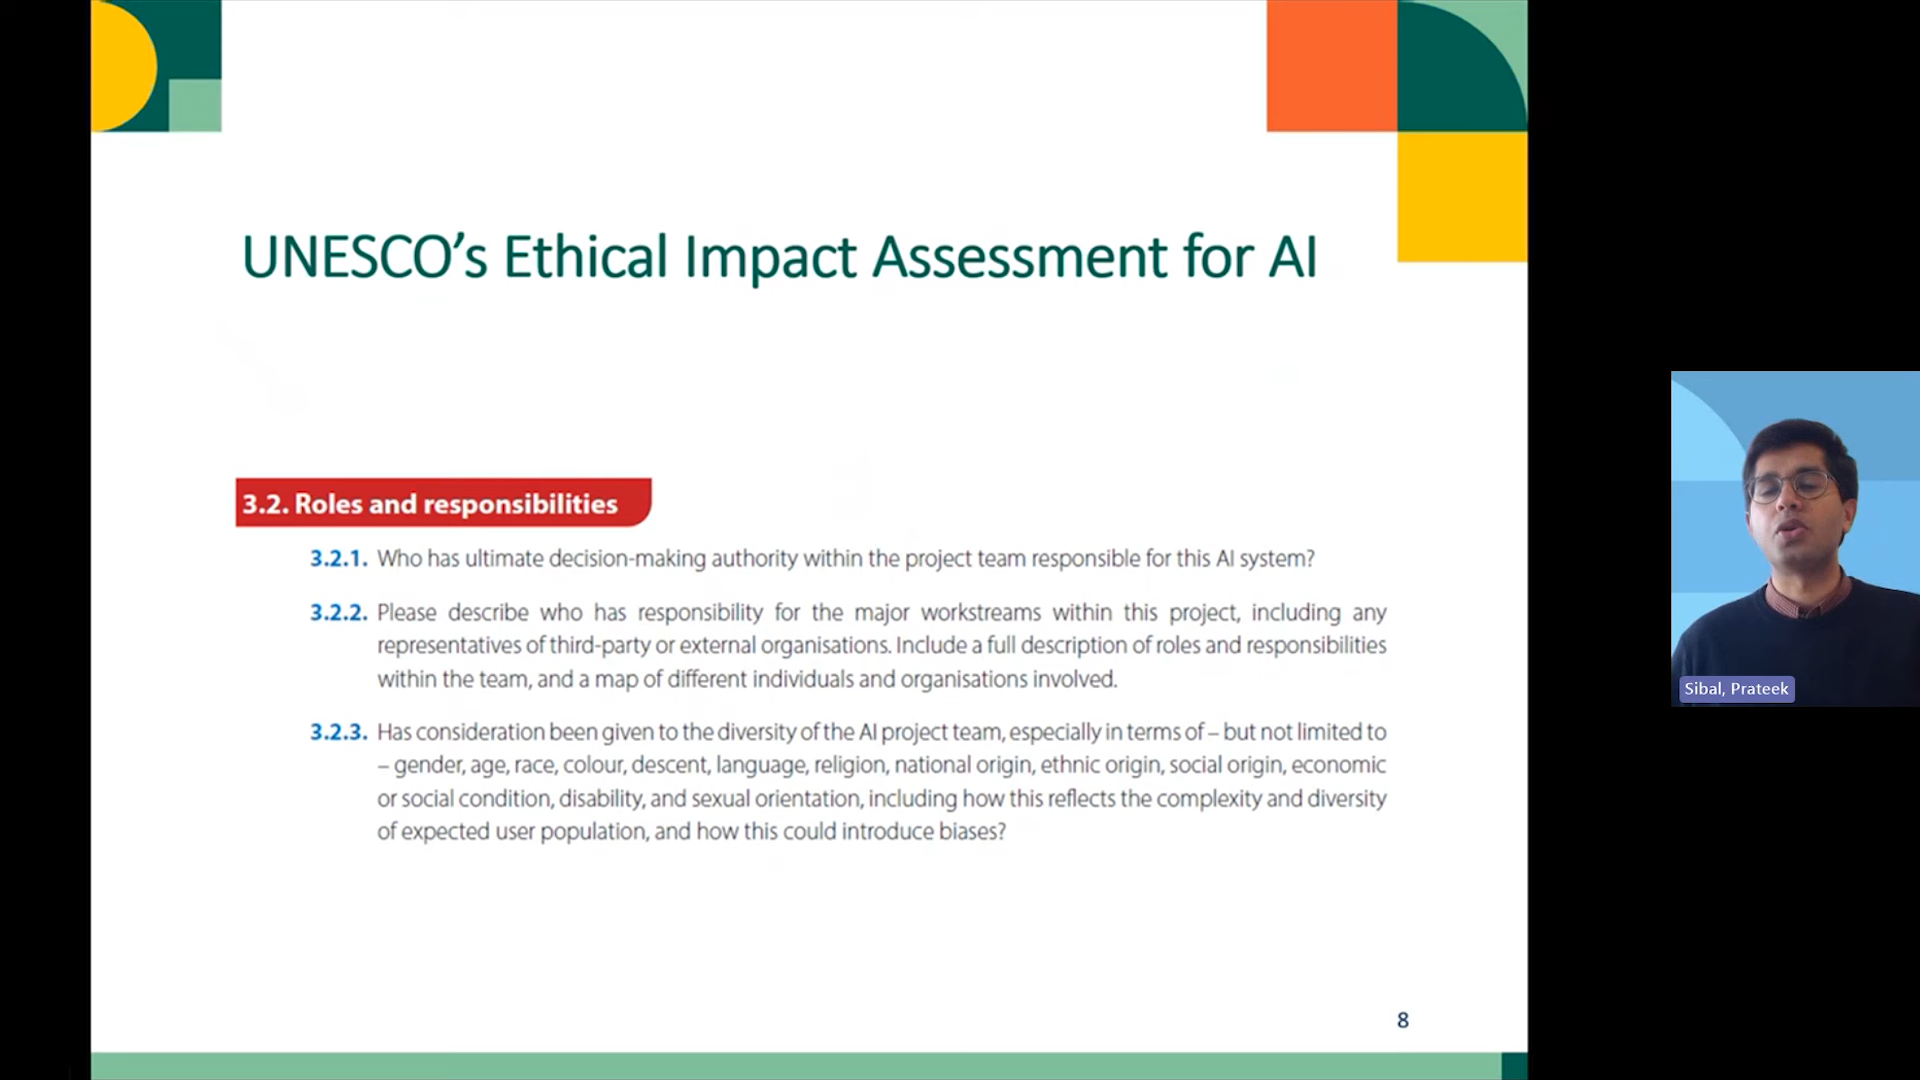 UNESCO’s Ethical Impact Assessment for AI
3.2. Roles and responsibilities
3.2.1. Who has ultimate decision-making authority within the project team responsible for this AI system?
3.2.2. Please describe who has responsibility for the major workstreams within this project, including any
representatives of third-party or external organisations. Include a full description of roles and responsibilities
within the team, and a map of different individuals and organisations involved.
3.2.3. Has consideration been given to the diversity of the AI project team, especially in terms of – but not limited to
– gender, age, race, colour, descent, language, religion, national origin, ethnic origin, social origin, economic
or social condition, disability, and sexual orientation, including how this reflects the complexity and diversity
of expected user population, and how this could introduce biases?
Sibal, Prateek
8